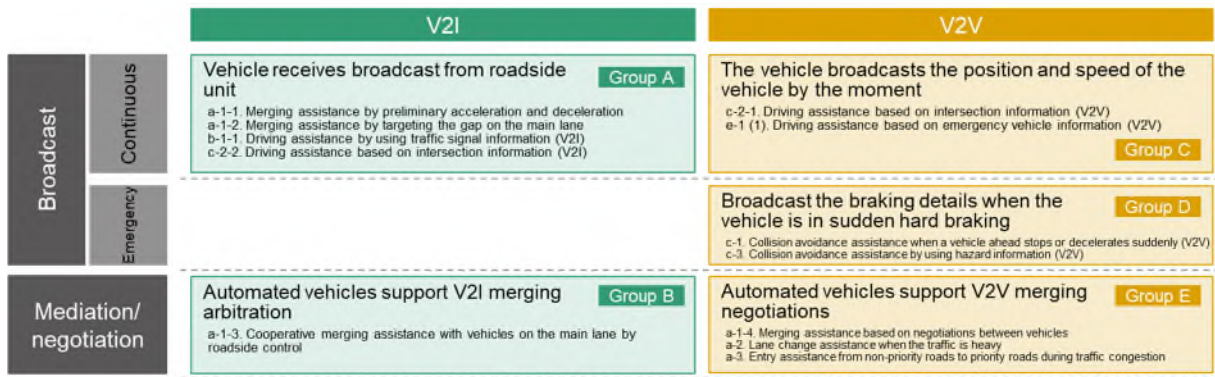 V2I
V2V
Broadcast
Continuous
Vehicle receives broadcast from roadside
unit
Group A
a-1-1. Merging assistance by preliminary acceleration and deceleration
a-1-2. Merging assistance by targeting the gap on the main lane
b-1-1. Driving assistance by using traffic signal information (V2I)
c-2-2. Driving assistance based on intersection information (V2I)
The vehicle broadcasts the position and speed of the
vehicle by the moment
c-2-1. Driving assistance based on intersection information (V2V)
e-1 (1). Driving assistance based on emergency vehicle information (V2V)
Group C
Emergency
Broadcast the braking details when the
vehicle is in sudden hard braking
Group D
c-1. Collision avoidance assistance when a vehicle ahead stops or decelerates suddenly (V2V)
c-3. Collision avoidance assistance by using hazard information (V2V)
Mediation/
negotiation
Automated vehicles support V2I merging
arbitration
Group B
a-1-3. Cooperative merging assistance with vehicles on the main lane by
roadside control
Automated vehicles support V2V merging
negotiations
Group E
a-1-4. Merging assistance based on negotiations between vehicles
a-2. Lane change assistance when the traffic is heavy
a-3. Entry assistance from non-priority roads to priority roads during traffic congestion